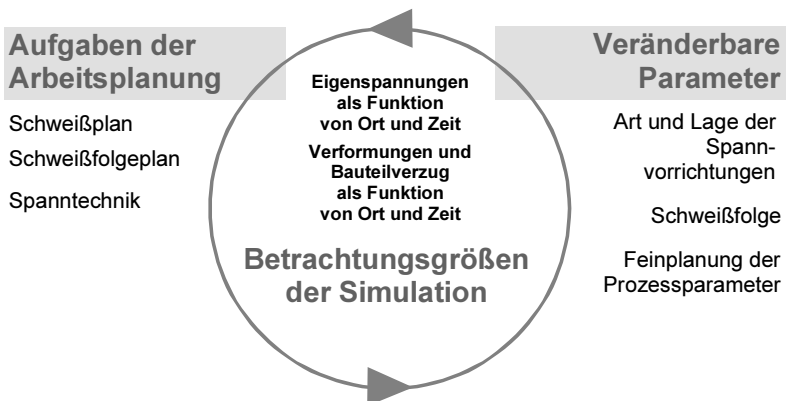 Aufgaben der
Arbeitsplanung
Schweißplan
Schweißfolgeplan
Spanntechnik
Eigenspannungen
als Funktion
von Ort und Zeit
Verformungen und
Bauteilverzug
als Funktion
von Ort und Zeit
Betrachtungsgrößen
der Simulation
Veränderbare
Parameter
Art und Lage der
Spann-
vorrichtungen
Schweißfolge
Feinplanung der
Prozessparameter